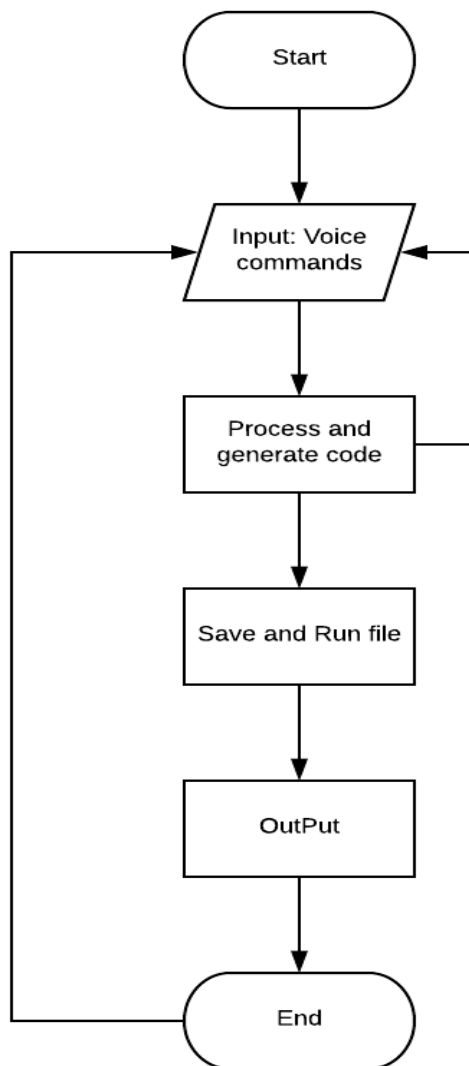 Start
Input: Voice
commands
Process and
generate code
Save and Run file
OutPut
End